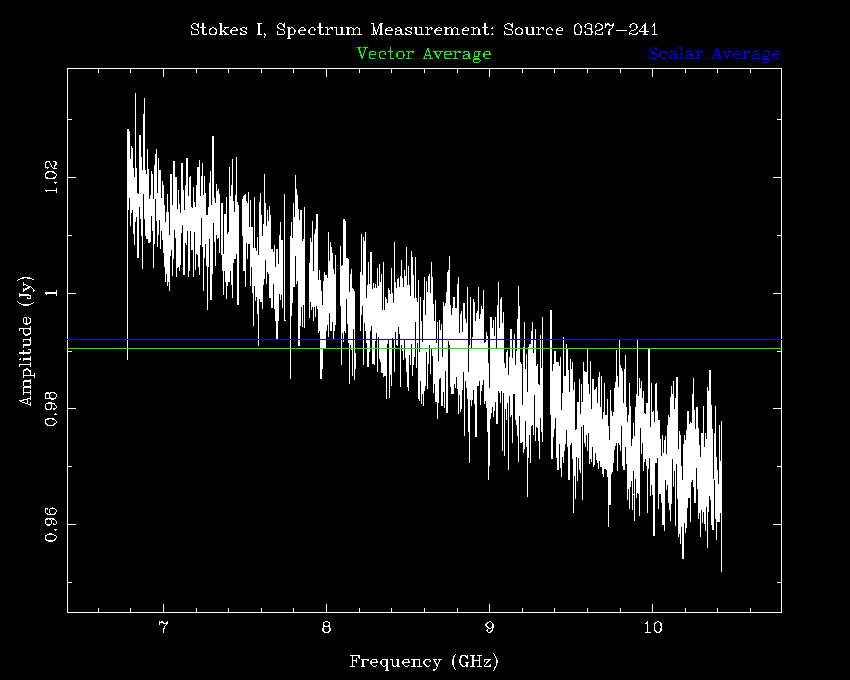 Stokes I, Spectrum Measurement: Source 0327-241
Vector Average
Scalar Average
1.02
1
0.98
0.96
Amplitude (Jy)
7 8 9 10
Frequency (GHz)